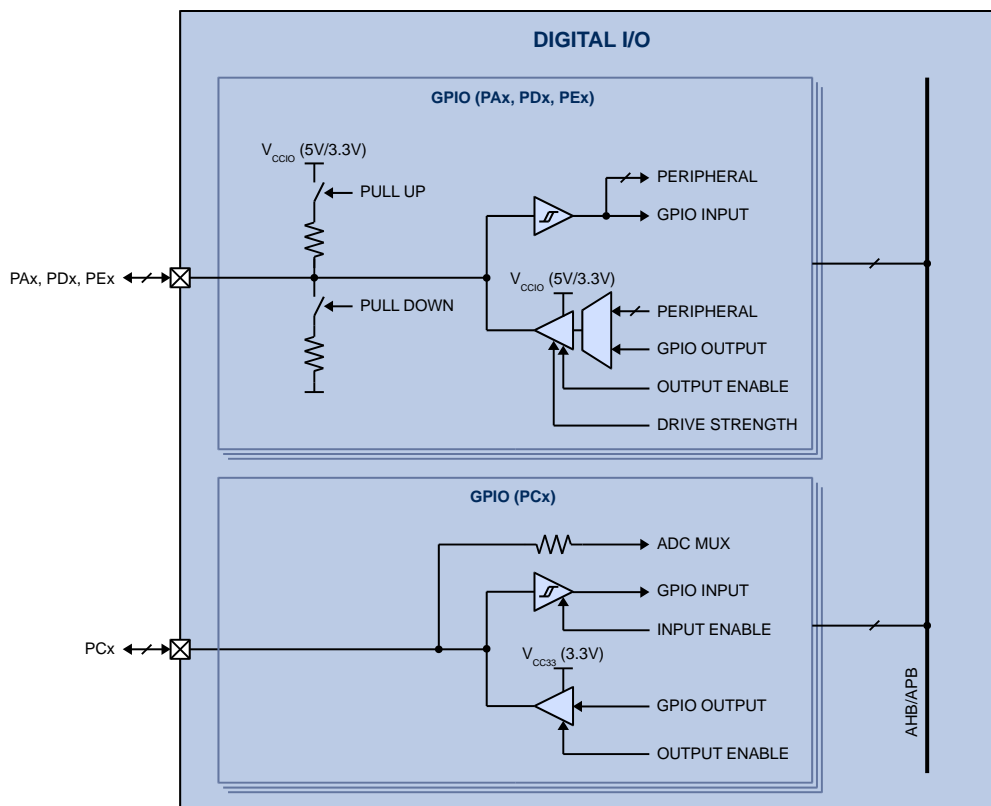 DIGITAL I/O
GPIO (PAx, PDx, PEx)
VCCIO (5V/3.3V)
PULL UP
PERIPHERAL
GPIO INPUT
PAx, PDx, PEx
PULL DOWN
VCCIO (5V/3.3V)
PERIPHERAL
GPIO OUTPUT
OUTPUT ENABLE
DRIVE STRENGTH
GPIO (PCx)
ADC MUX
GPIO INPUT
INPUT ENABLE
PCx
VCC33 (3.3V)
GPIO OUTPUT
OUTPUT ENABLE
AHB/APB